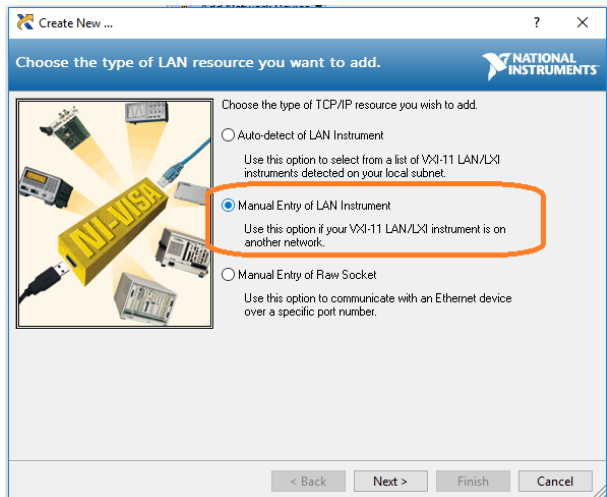 Create New ...
Choose the type of LAN resource you want to add.
NATIONAL
INSTRUMENTS
Choose the type of TCP/IP resource you wish to add.
Auto-detect of LAN Instrument
Use this option to select from a list of VXI-11 LAN/LXI
instruments detected on your local subnet.
Manual Entry of LAN Instrument
Use this option if your VXI-11 LAN/LXI instrument is on
another network.
Manual Entry of Raw Socket
Use this option to communicate with an Ethernet device
over a specific port number.
NI-VISA
< Back
Next >
Finish
Cancel